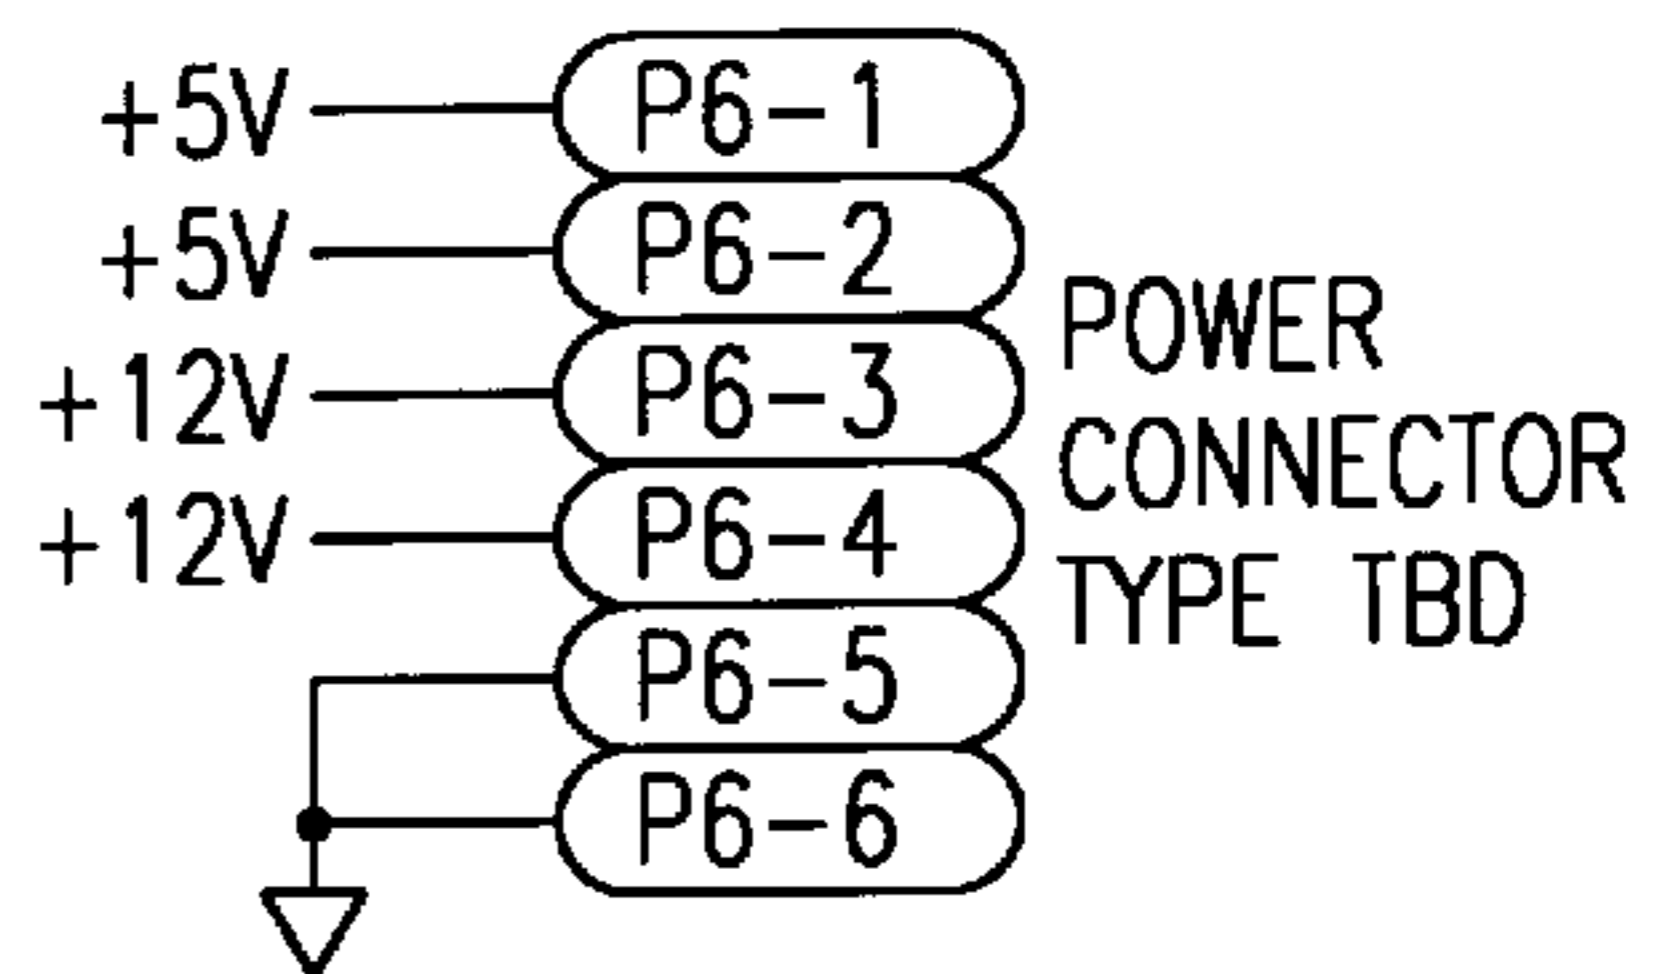 +5V P6-1
+5V P6-2
+12V P6-3
+12V P6-4
P6-5
P6-6
POWER
CONNECTOR
TYPE TBD